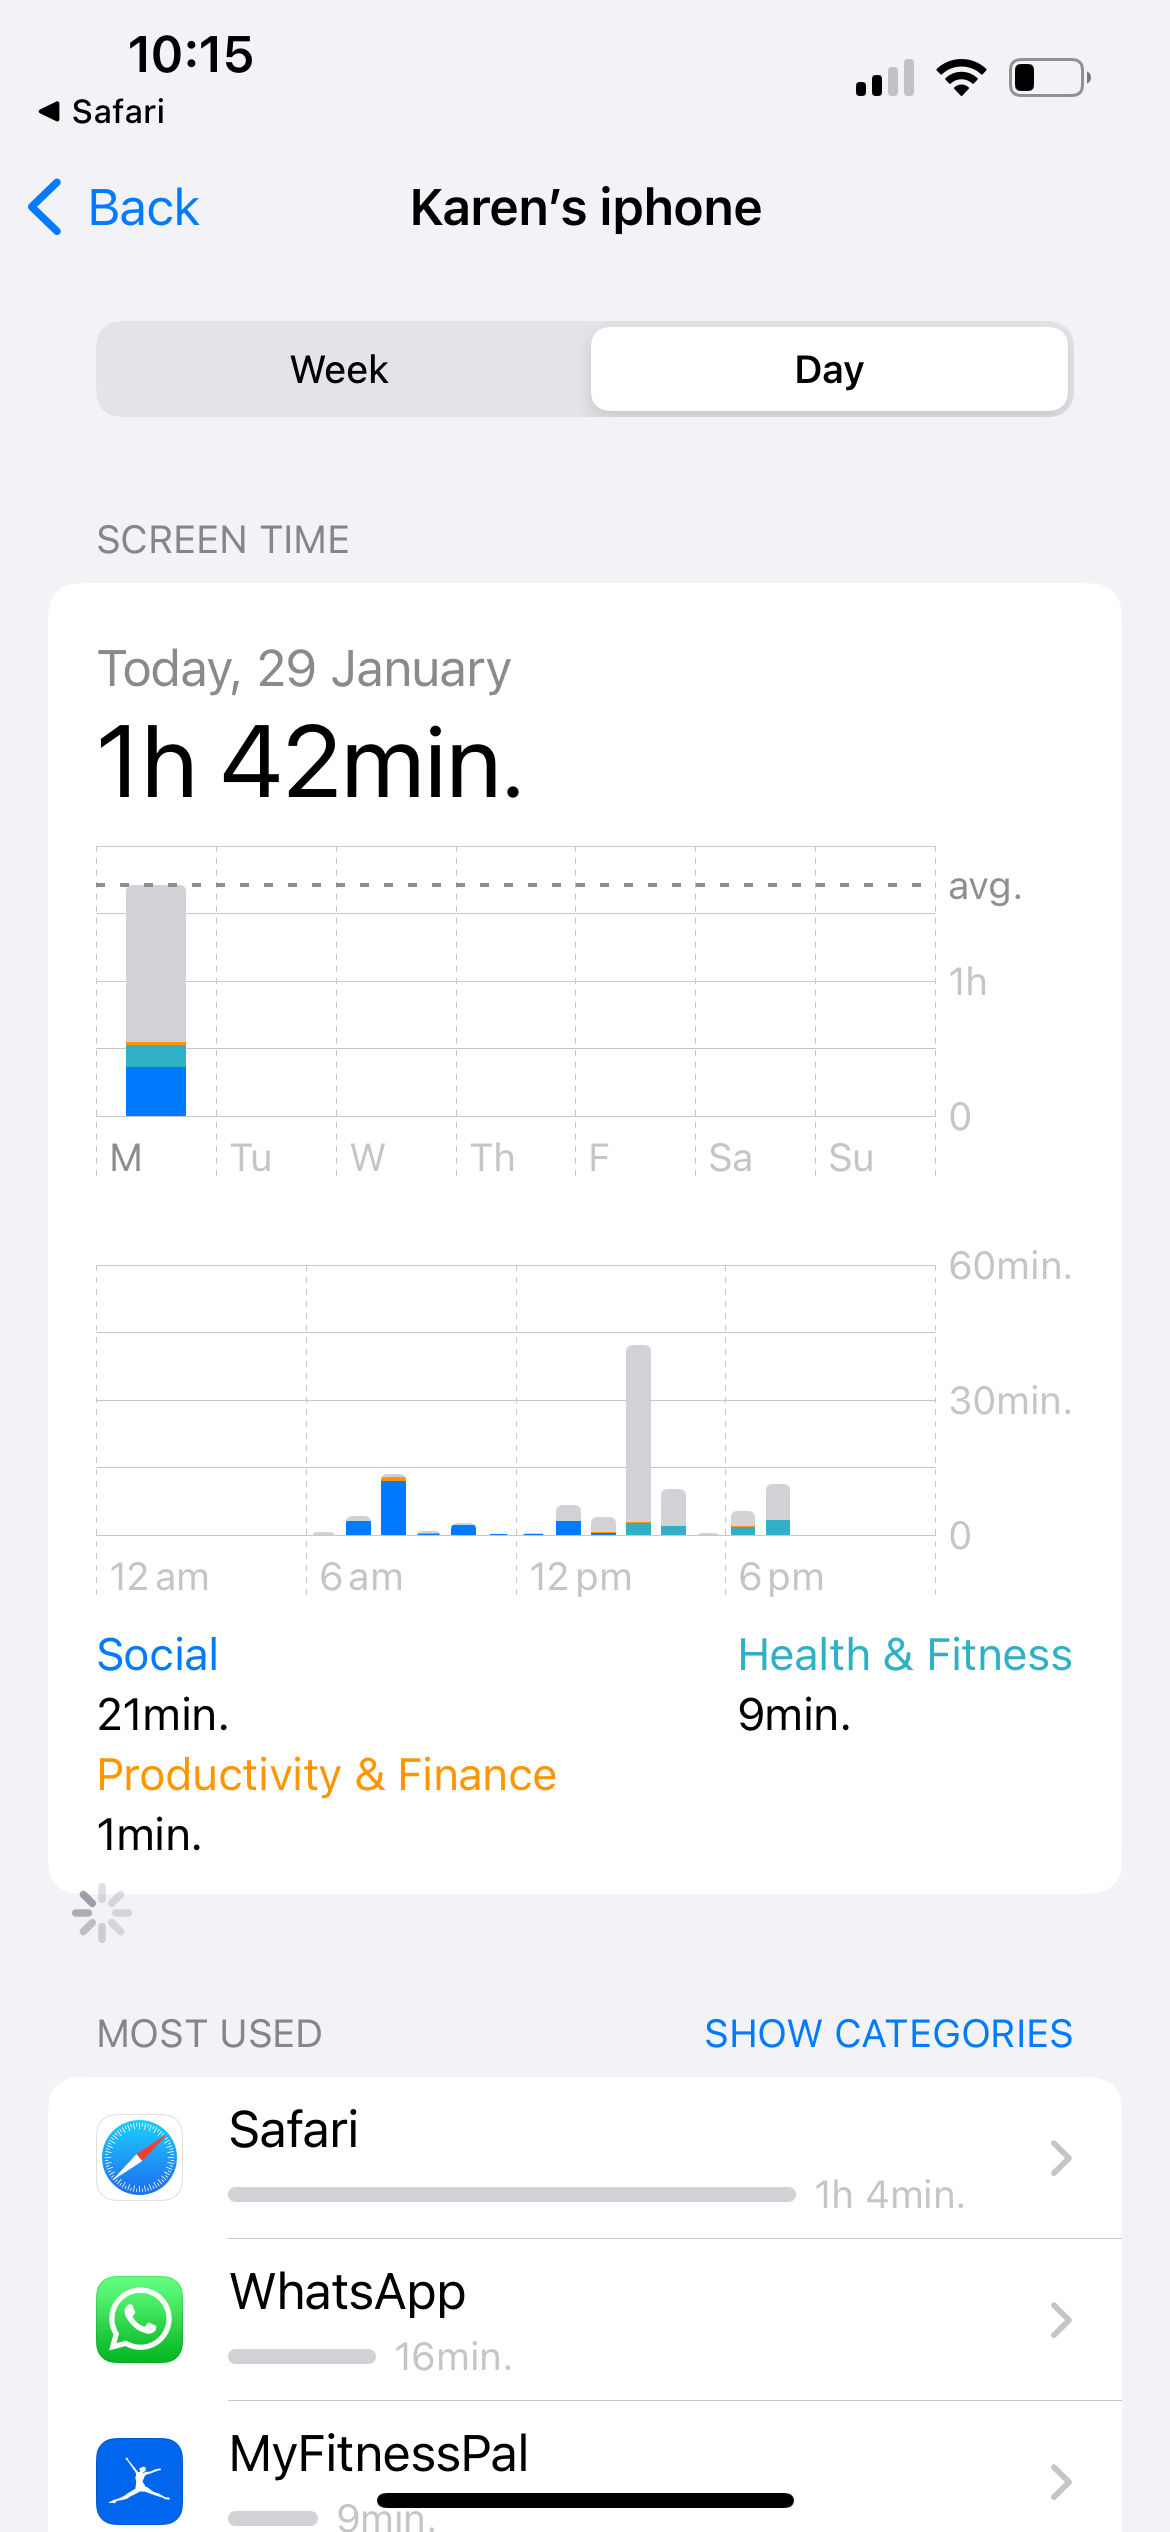 10:15
Safari
Back
Karen’s iphone
Week
Day
SCREEN TIME
Today, 29 January
1h 42min.
avg.
1h
0
M Tu W Th F Sa Su
60min.
30min.
0
12 am 6 am 12 pm 6 pm
Social
21min.
Health & Fitness
9min.
Productivity & Finance
1min.
MOST USED
SHOW CATEGORIES
Safari
1h 4min.
WhatsApp
16min.
MyFitnessPal
9min.